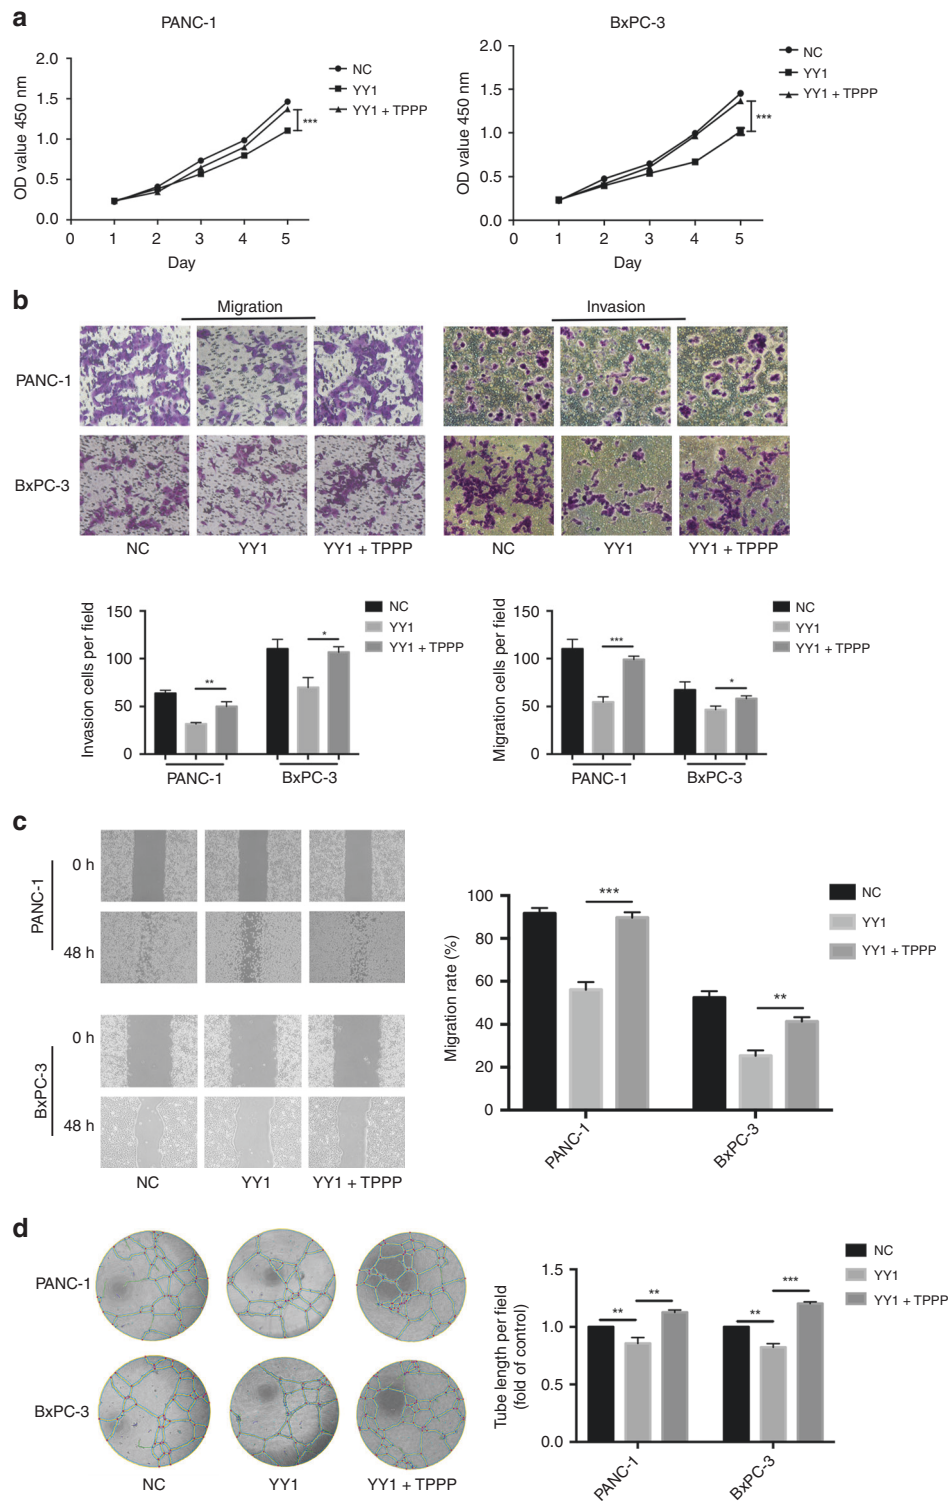 a
PANC-1
OD value 450 nm
2.0
1.5
1.0
0.5
0.0
0 1 2 3 4 5
Day
NC
YY1
YY1 + TPPP
***
BxPC-3
OD value 450 nm
2.0
1.5
1.0
0.5
0.0
0 1 2 3 4 5
Day
NC
YY1
YY1 + TPPP
***
b
Migration
Invasion
PANC-1
BxPC-3
NC YY1 YY1 + TPPP
NC YY1 YY1 + TPPP
Invasion cells per field
150
100
50
0
** *
PANC-1 BxPC-3
NC
YY1
YY1 + TPPP
Migration cells per field
150
100
50
0
*** *
PANC-1 BxPC-3
NC
YY1
YY1 + TPPP
c
PANC-1
0 h
48 h
BxPC-3
0 h
48 h
NC YY1 YY1 + TPPP
Migration rate (%)
100
80
60
40
20
0
*** **
PANC-1 BxPC-3
NC
YY1
YY1 + TPPP
d
PANC-1
BxPC-3
NC YY1 YY1 + TPPP
Tube length per field
(fold of control)
1.5
1.0
0.5
0.0
** ** ** ***
PANC-1 BxPC-3
NC
YY1
YY1 + TPPP